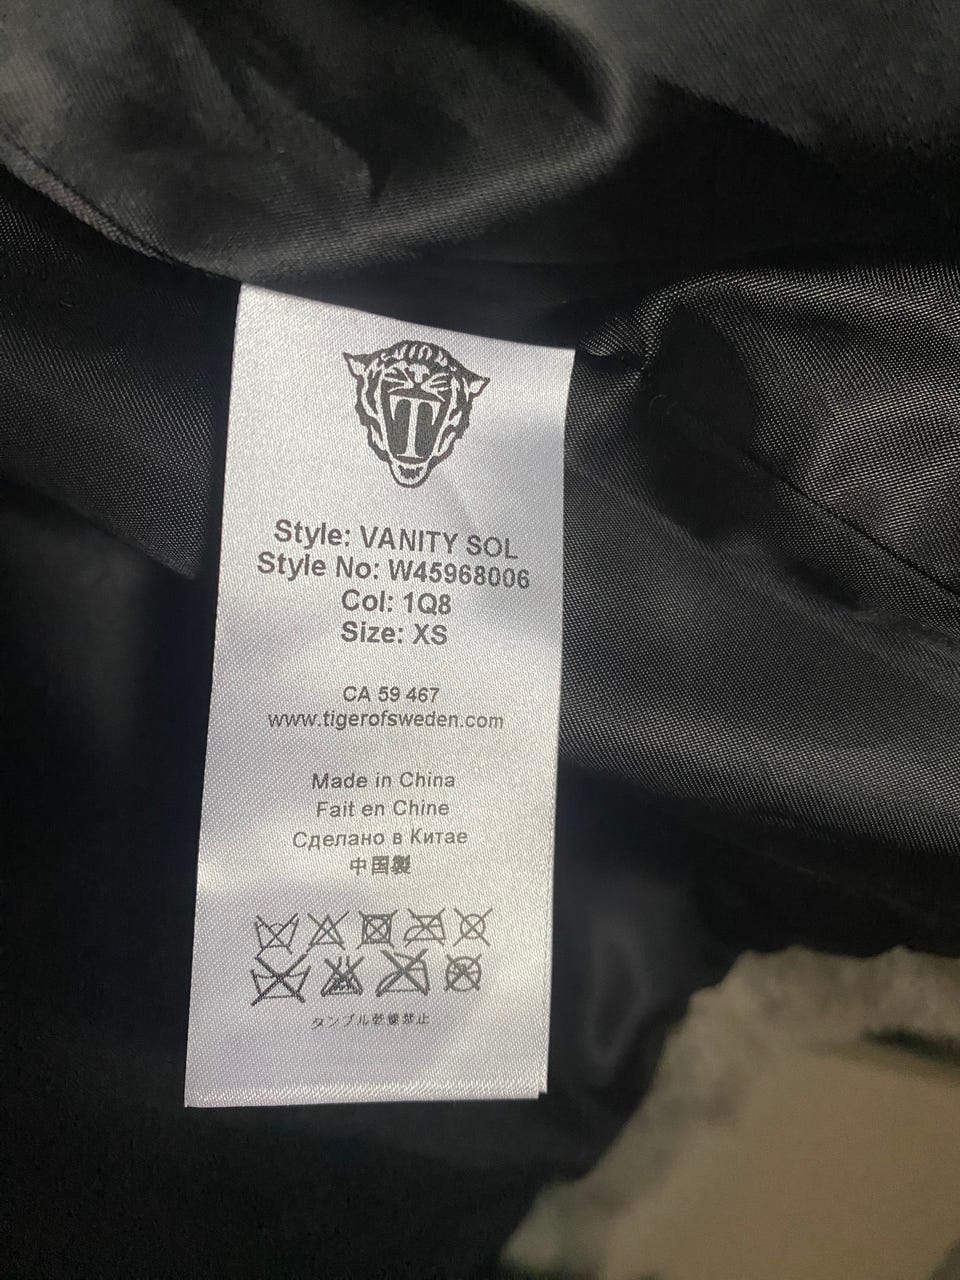 T
Style: VANITY SOL
Style No: W45968006
Col: 1Q8
Size: XS
CA 59 467
www.tigerofsweden.com
Made in China
Fait en Chine
Сделано в Китае
中国製
タンブル乾燥禁止